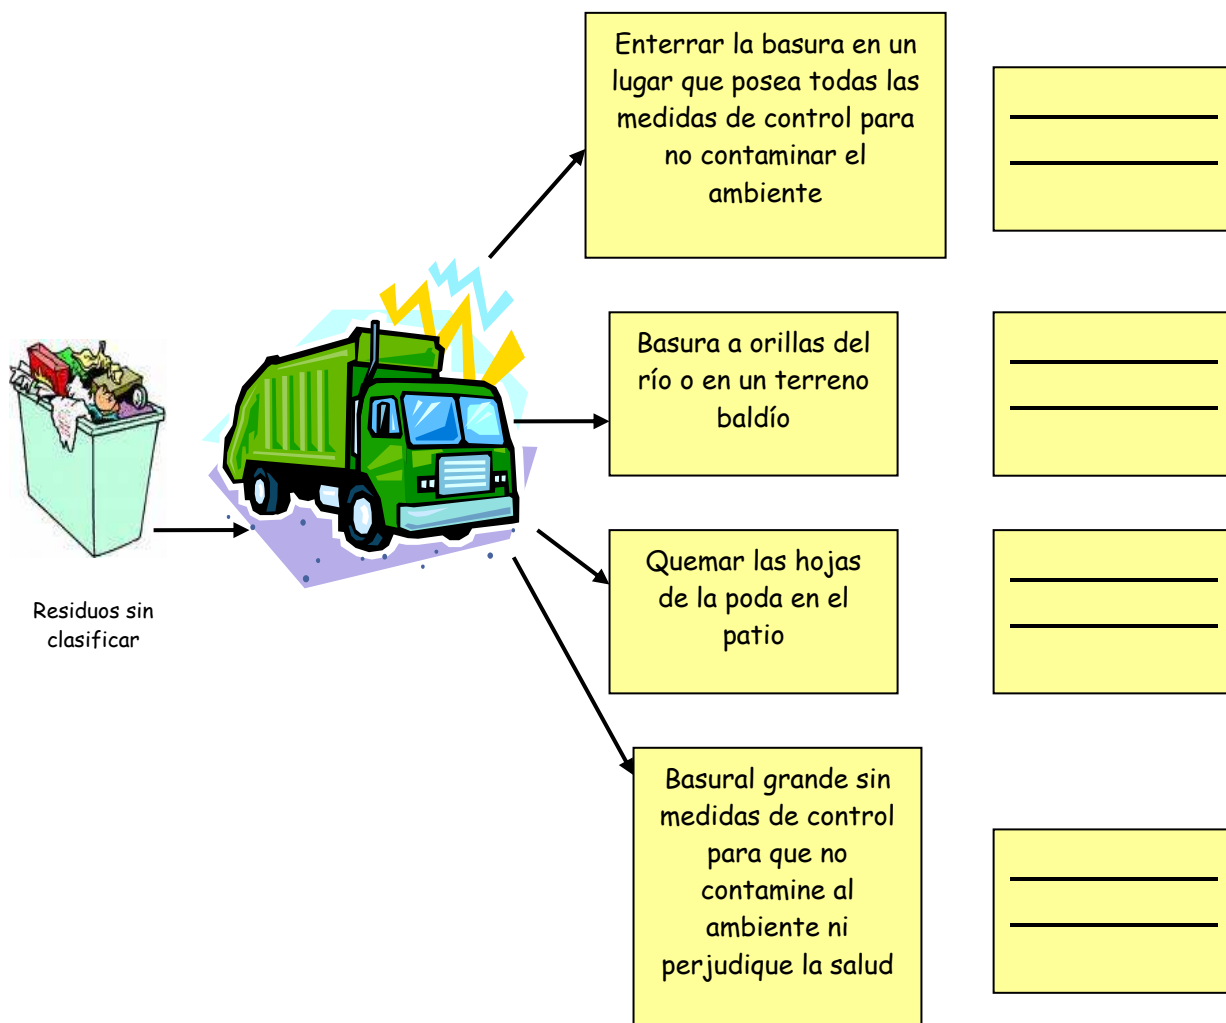 Enterrar la basura en un
lugar que posea todas las
medidas de control para
no contaminar el
ambiente
Basura a orillas del
río o en un terreno
baldío
Residuos sin
clasificar
Quemar las hojas
de la poda en el
patio
Basural grande sin
medidas de control
para que no
contamine al
ambiente ni
perjudique la salud